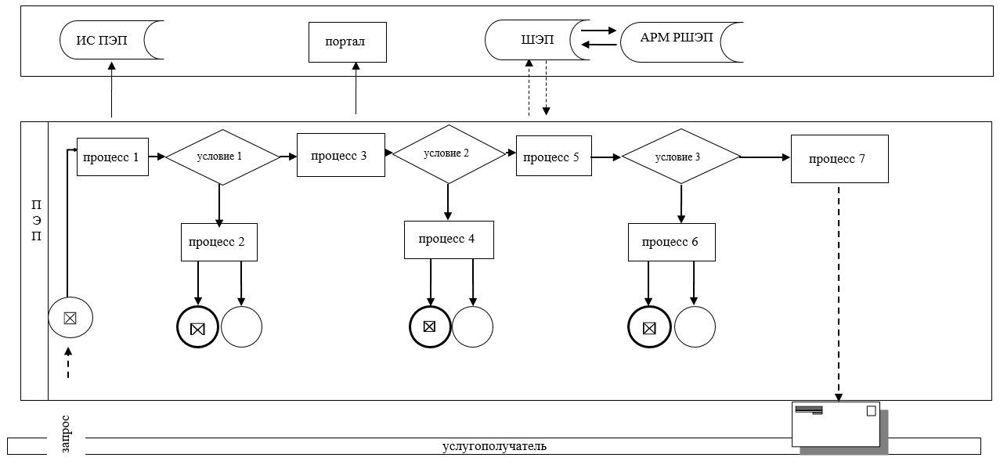 ИС ПЭП
портал
ШЭП
АРМ РШЭП
П
Э
П
процесс 1
условие 1
процесс 3
условие 2
процесс 5
условие 3
процесс 7
процесс 2
процесс 4
процесс 6
запрос
услугополучатель